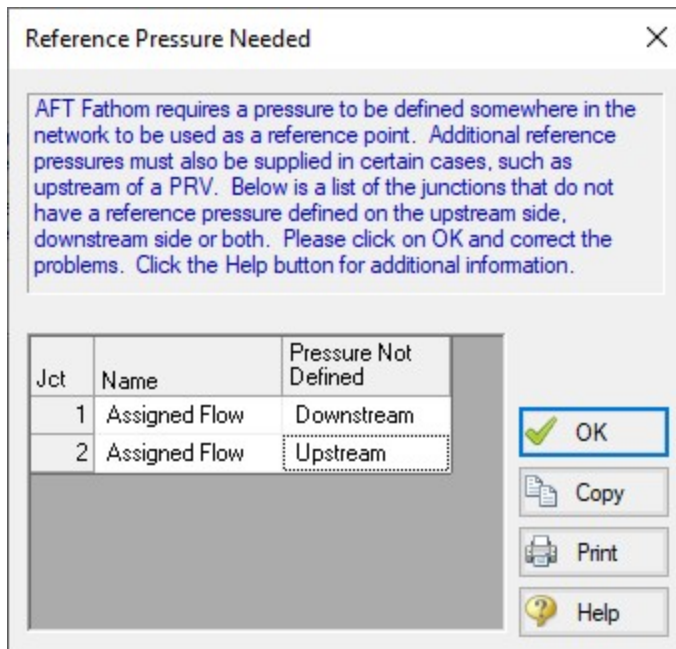 Reference Pressure Needed
AFT Fathom requires a pressure to be defined somewhere in the
network to be used as a reference point.  Additional reference
pressures must also be supplied in certain cases, such as
upstream of a PRV.  Below is a list of the junctions that do not
have a reference pressure defined on the upstream side,
downstream side or both.  Please click on OK and correct the
problems.  Click the Help button for additional information.
Jct Name Pressure Not Defined
1 Assigned Flow Downstream
2 Assigned Flow Upstream
OK
Copy
Print
Help